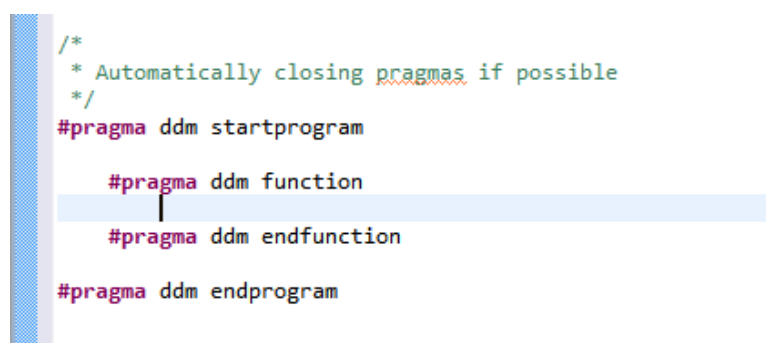 /*
 * Automatically closing pragmas if possible
 */
#pragma ddm startprogram
#pragma ddm function
#pragma ddm endfunction
#pragma ddm endprogram